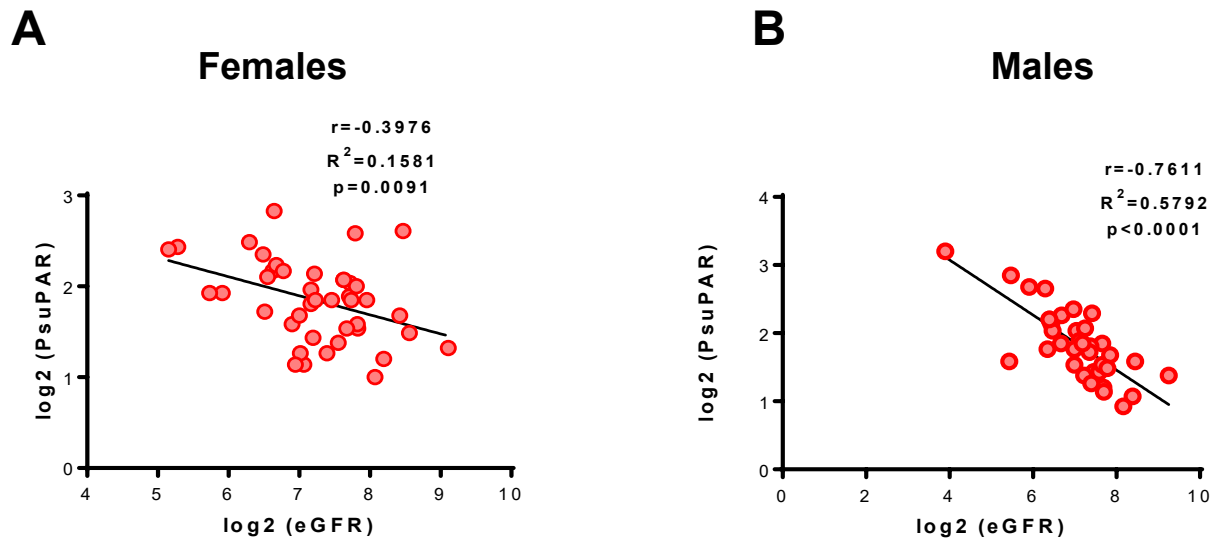 A
Females
r=-0.3976
R²=0.1581
p=0.0091
log2 (PsuPAR)
3
2
1
0
4 5 6 7 8 9 10
log2 (eGFR)
B
Males
r=-0.7611
R²=0.5792
p<0.0001
log2 (PsuPAR)
4
3
2
1
0
0 2 4 6 8 10
log2 (eGFR)